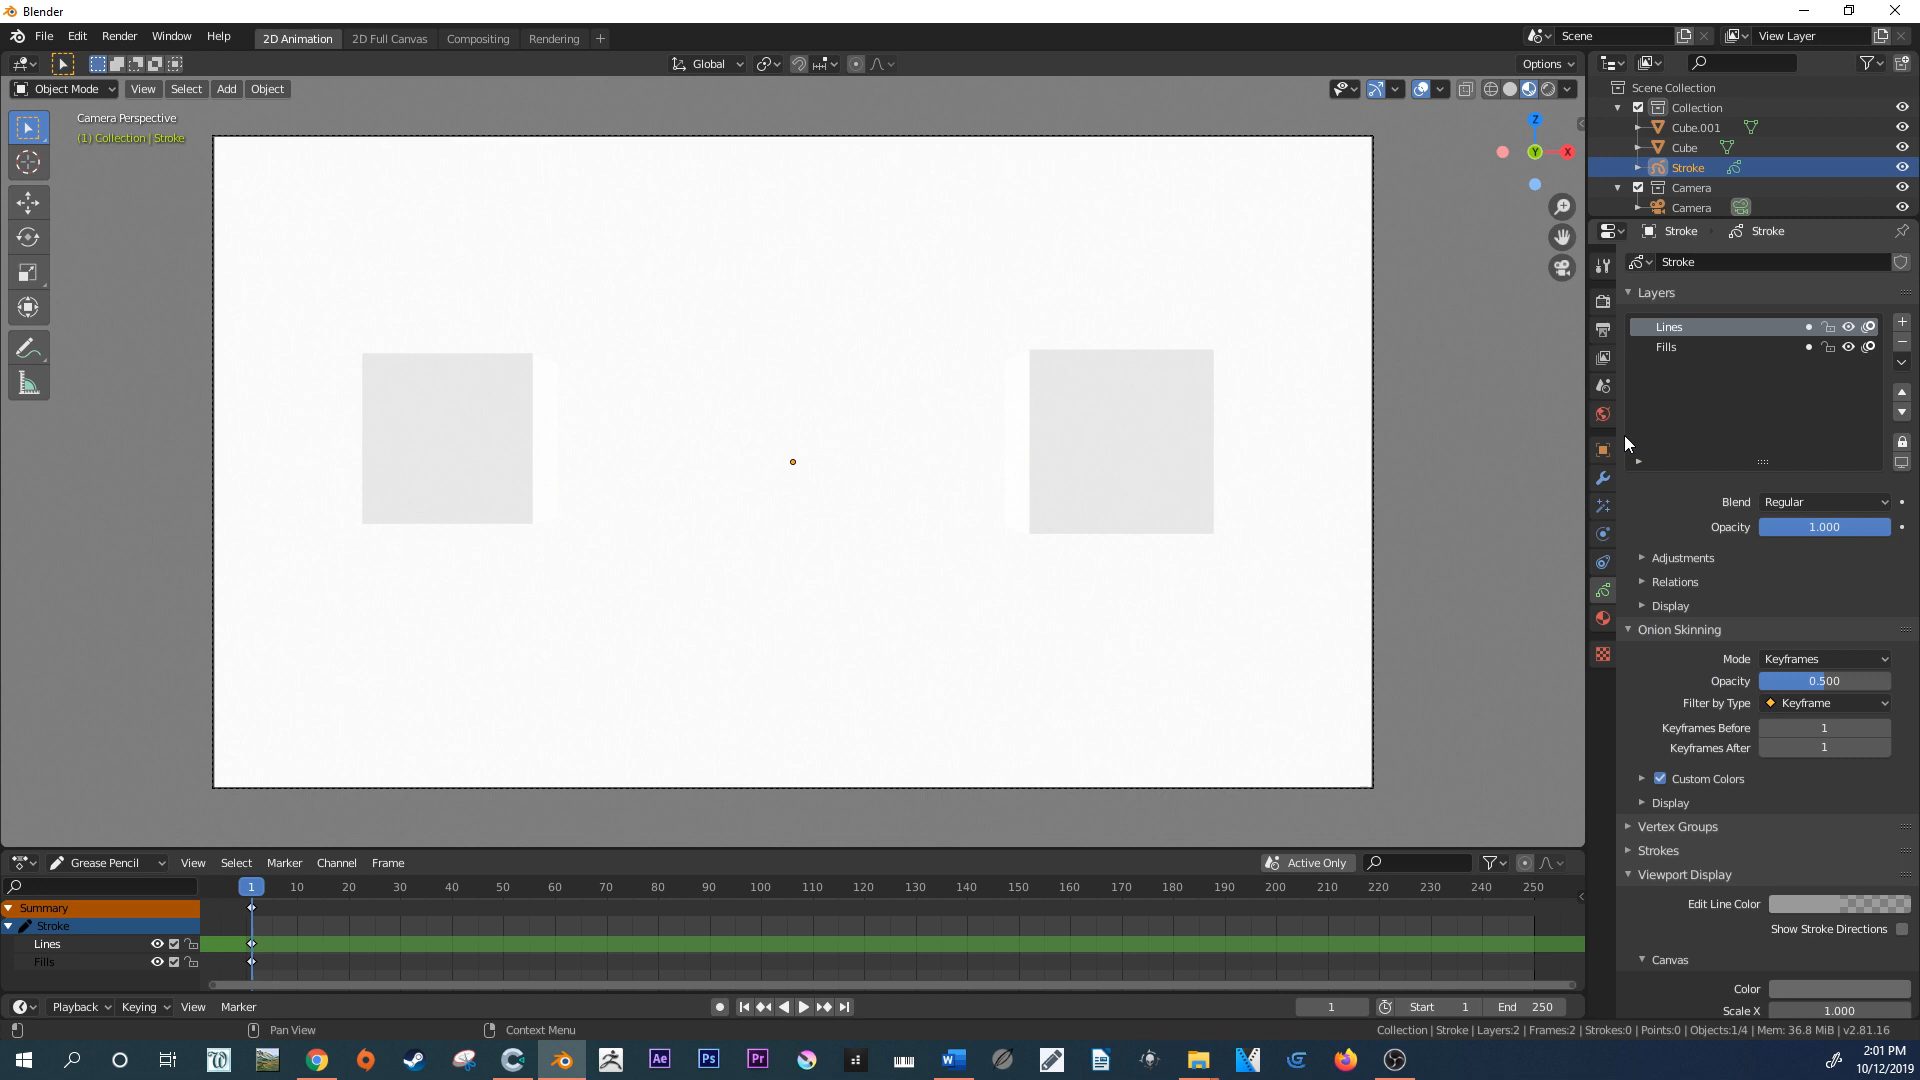 Blender
File Edit Render Window Help
2D Animation 2D Full Canvas Compositing Rendering +
Scene
View Layer
Global
Options
Object Mode View Select Add Object
Camera Perspective
(1) Collection | Stroke
Z
Y
X
Scene Collection
Collection
Cube.001
Cube
Stroke
Camera
Camera
Stroke Stroke
Stroke
Layers
Lines
Fills
Blend Regular
Opacity 1.000
Adjustments
Relations
Display
Onion Skinning
Mode Keyframes
Opacity 0.500
Filter by Type Keyframe
Keyframes Before 1
Keyframes After 1
Custom Colors
Display
Vertex Groups
Strokes
Viewport Display
Edit Line Color
Show Stroke Directions
Canvas
Color
Scale X 1.000
Grease Pencil View Select Marker Channel Frame
Active Only
1 10 20 30 40 50 60 70 80 90 100 110 120 130 140 150 160 170 180 190 200 210 220 230 240 250
Summary
Stroke
Lines
Fills
Playback Keying View Marker
1 Start 1 End 250
Pan View Context Menu
Collection | Stroke | Layers:2 | Frames:2 | Strokes:0 | Points:0 | Objects:1/4 | Mem: 36.8 MiB | v2.81.16
Ae Ps Pr
2:01 PM
10/12/2019